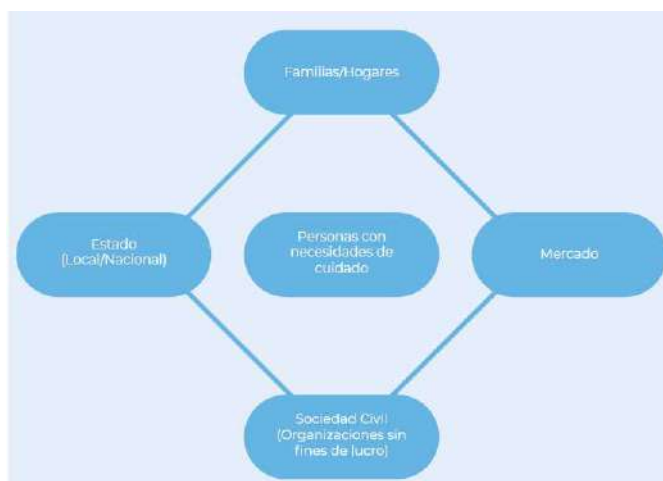 Familias/Hogares
Estado
(Local/Nacional)
Personas con
necesidades de
cuidado
Mercado
Sociedad Civil
(Organizaciones sin
fines de lucro)